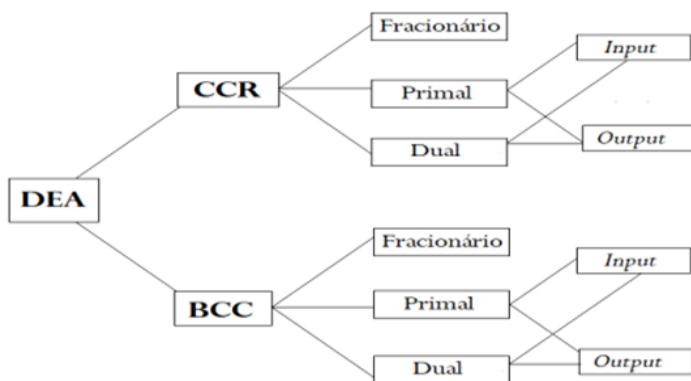 Fracionário
Input
CCR
Primal
Output
Dual
DEA
Fracionário
Input
BCC
Primal
Output
Dual